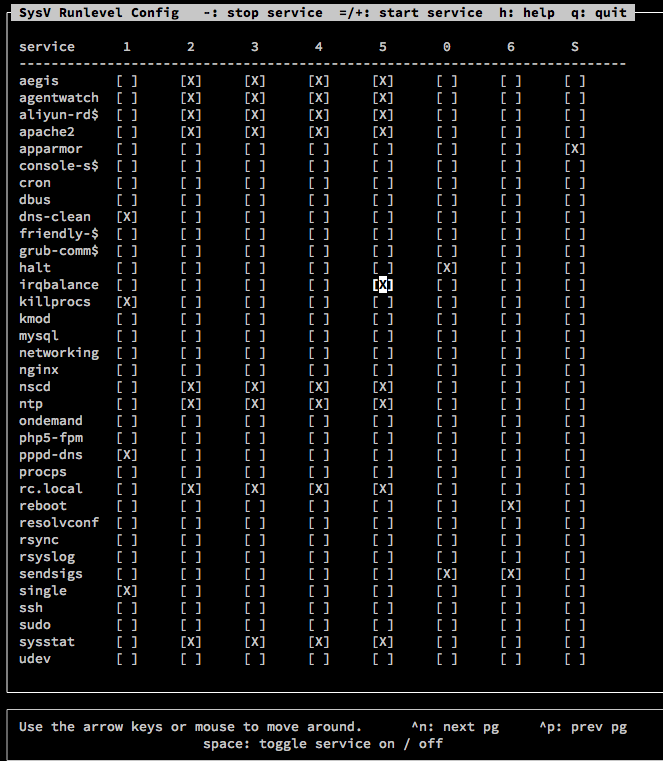 SysV Runlevel Config   -: stop service  =/+: start service  h: help  q: quit
service      1       2       3       4       5       0       6       S
----------------------------------------------------------------------------
aegis       [ ]     [X]     [X]     [X]     [X]     [ ]     [ ]     [ ]
agentwatch  [ ]     [X]     [X]     [X]     [X]     [ ]     [ ]     [ ]
aliyun-rd$  [ ]     [X]     [X]     [X]     [X]     [ ]     [ ]     [ ]
apache2     [ ]     [X]     [X]     [X]     [X]     [ ]     [ ]     [ ]
apparmor    [ ]     [ ]     [ ]     [ ]     [ ]     [ ]     [ ]     [X]
console-s$  [ ]     [ ]     [ ]     [ ]     [ ]     [ ]     [ ]     [ ]
cron        [ ]     [ ]     [ ]     [ ]     [ ]     [ ]     [ ]     [ ]
dbus        [ ]     [ ]     [ ]     [ ]     [ ]     [ ]     [ ]     [ ]
dns-clean   [X]     [ ]     [ ]     [ ]     [ ]     [ ]     [ ]     [ ]
friendly-$  [ ]     [ ]     [ ]     [ ]     [ ]     [ ]     [ ]     [ ]
grub-comm$  [ ]     [ ]     [ ]     [ ]     [ ]     [ ]     [ ]     [ ]
halt        [ ]     [ ]     [ ]     [ ]     [ ]     [X]     [ ]     [ ]
irqbalance  [ ]     [ ]     [ ]     [ ]     [X]     [ ]     [ ]     [ ]
killprocs   [X]     [ ]     [ ]     [ ]     [ ]     [ ]     [ ]     [ ]
kmod        [ ]     [ ]     [ ]     [ ]     [ ]     [ ]     [ ]     [ ]
mysql       [ ]     [ ]     [ ]     [ ]     [ ]     [ ]     [ ]     [ ]
networking  [ ]     [ ]     [ ]     [ ]     [ ]     [ ]     [ ]     [ ]
nginx       [ ]     [ ]     [ ]     [ ]     [ ]     [ ]     [ ]     [ ]
nscd        [ ]     [X]     [X]     [X]     [X]     [ ]     [ ]     [ ]
ntp         [ ]     [X]     [X]     [X]     [X]     [ ]     [ ]     [ ]
ondemand    [ ]     [ ]     [ ]     [ ]     [ ]     [ ]     [ ]     [ ]
php5-fpm    [ ]     [ ]     [ ]     [ ]     [ ]     [ ]     [ ]     [ ]
pppd-dns    [X]     [ ]     [ ]     [ ]     [ ]     [ ]     [ ]     [ ]
procps      [ ]     [ ]     [ ]     [ ]     [ ]     [ ]     [ ]     [ ]
rc.local    [ ]     [X]     [X]     [X]     [X]     [ ]     [ ]     [ ]
reboot      [ ]     [ ]     [ ]     [ ]     [ ]     [ ]     [X]     [ ]
resolvconf  [ ]     [ ]     [ ]     [ ]     [ ]     [ ]     [ ]     [ ]
rsync       [ ]     [ ]     [ ]     [ ]     [ ]     [ ]     [ ]     [ ]
rsyslog     [ ]     [ ]     [ ]     [ ]     [ ]     [ ]     [ ]     [ ]
sendsigs    [ ]     [ ]     [ ]     [ ]     [ ]     [X]     [X]     [ ]
single      [X]     [ ]     [ ]     [ ]     [ ]     [ ]     [ ]     [ ]
ssh         [ ]     [ ]     [ ]     [ ]     [ ]     [ ]     [ ]     [ ]
sudo        [ ]     [ ]     [ ]     [ ]     [ ]     [ ]     [ ]     [ ]
sysstat     [ ]     [X]     [X]     [X]     [X]     [ ]     [ ]     [ ]
udev        [ ]     [ ]     [ ]     [ ]     [ ]     [ ]     [ ]     [ ]
Use the arrow keys or mouse to move around.      ^n: next pg     ^p: prev pg
space: toggle service on / off